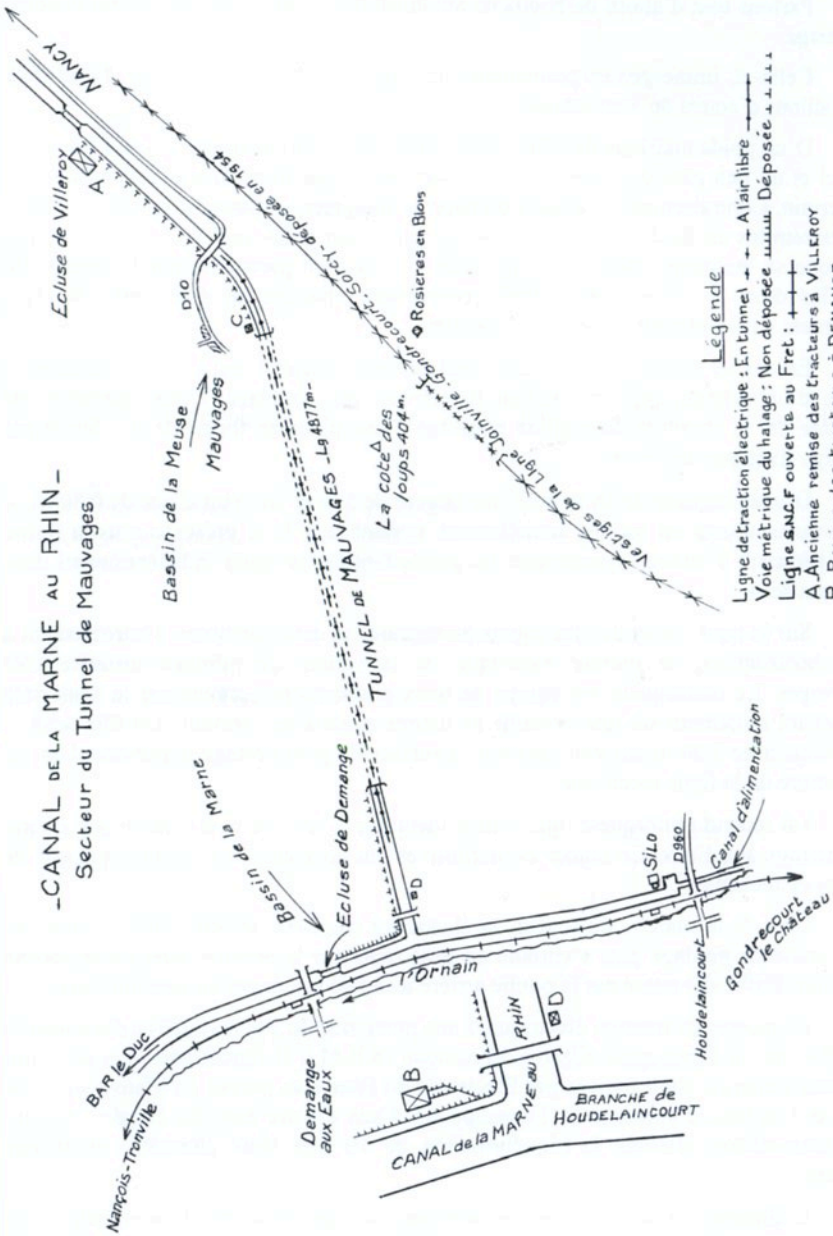 -CANAL DE LA MARNE AU RHIN-
Secteur du Tunnel de Mauvages
NANCY
Ecluse de Villeroy
A
D10
C
Bassin de la Meuse
Mauvages
Vestiges de la Ligne Joinville, Gondrecourt Sorcy déposée en 1954
Rosières en Blois
La cote des
loups 404 m.
TUNNEL DE MAUVAGES - Lg 4877m-
Bassin de la Marne
Ecluse de Demange
D
l'Ornain
BAR le Duc
Nançois-Tronville
Demange
aux Eaux
SiLo
D960
Canal d'alimentation
Houdelaincourt
Gondrecourt
le Château
B
CANAL de la MARNE au
RHIN
D
BRANCHE de
HOUDELAINCOURT
Légende
Ligne de traction électrique : En tunnel Al'air libre
Voie métrique du halage: Non déposée Déposée
Ligne S.N.C.F ouverte au Fret :
A. Ancienne remise des tracteurs à VILLEROY